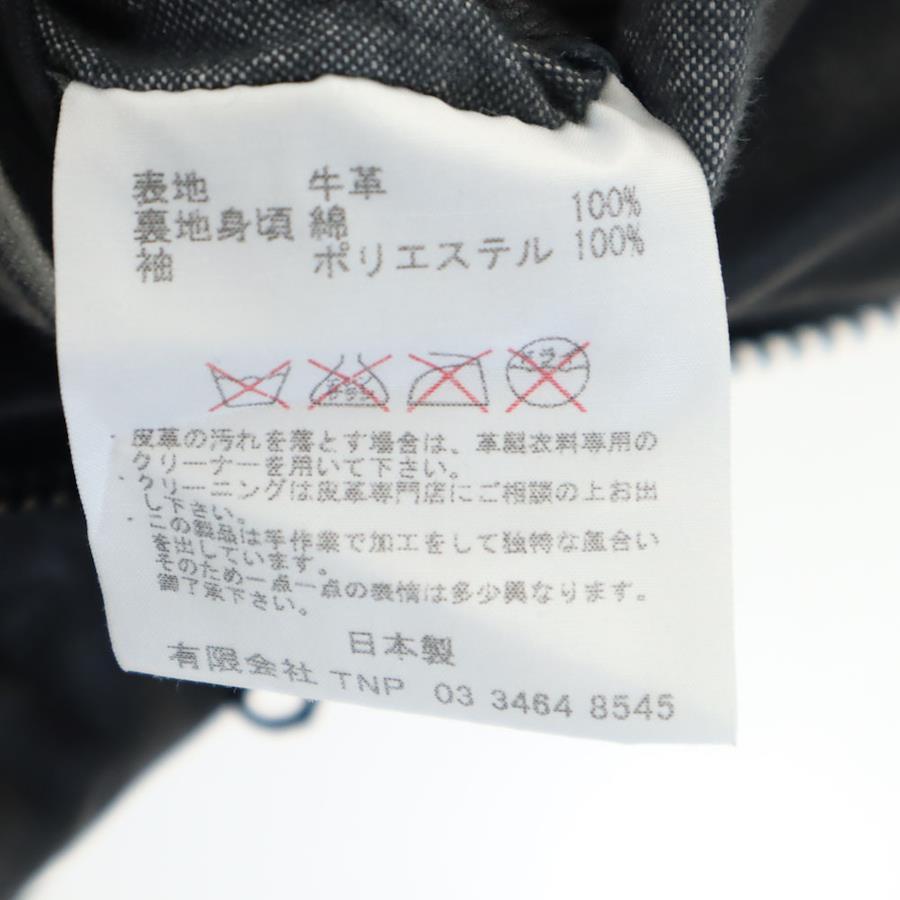 表地 牛革
裏地身頃 綿 100%
袖 ポリエステル 100%
皮革の汚れを落とす場合は、革製衣料専用の
クリーナーを用いて下さい。
クリーニングは皮革専門店にご相談の上お出
し下さい。
この製品は手作業で加工をして独特な風合い
を出しています。
そのため一点一点の表情は多少異なります。
御了承下さい。
日本製
有限会社 TNP 03 3464 8545